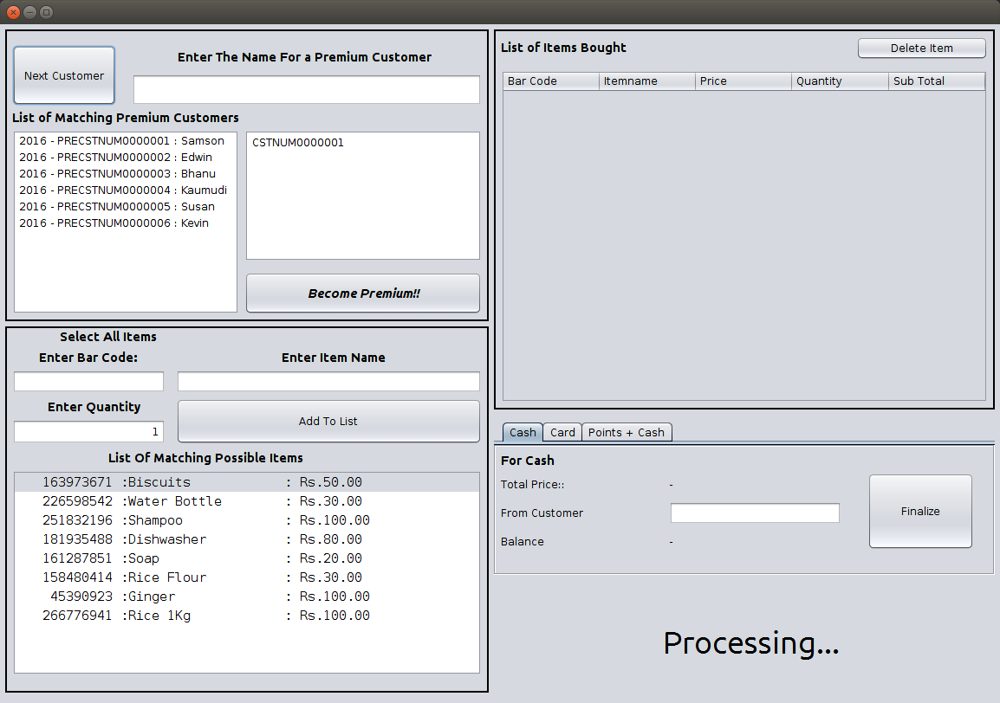 Next Customer
Enter The Name For a Premium Customer
List of Matching Premium Customers
2016 - PRECSTNUM0000001 : Samson
2016 - PRECSTNUM0000002 : Edwin
2016 - PRECSTNUM0000003 : Bhanu
2016 - PRECSTNUM0000004 : Kaumudi
2016 - PRECSTNUM0000005 : Susan
2016 - PRECSTNUM0000006 : Kevin
CSTNUM0000001
Become Premium!!
Select All Items
Enter Bar Code:
Enter Item Name
Enter Quantity
1
Add To List
List Of Matching Possible Items
163973671 :Biscuits : Rs.50.00
226598542 :Water Bottle : Rs.30.00
251832196 :Shampoo : Rs.100.00
181935488 :Dishwasher : Rs.80.00
161287851 :Soap : Rs.20.00
158480414 :Rice Flour : Rs.30.00
45390923 :Ginger : Rs.100.00
266776941 :Rice 1Kg : Rs.100.00
List of Items Bought
Delete Item
Bar Code Itemname Price Quantity Sub Total
Cash Card Points + Cash
For Cash
Total Price:: -
From Customer
Balance -
Finalize
Processing...